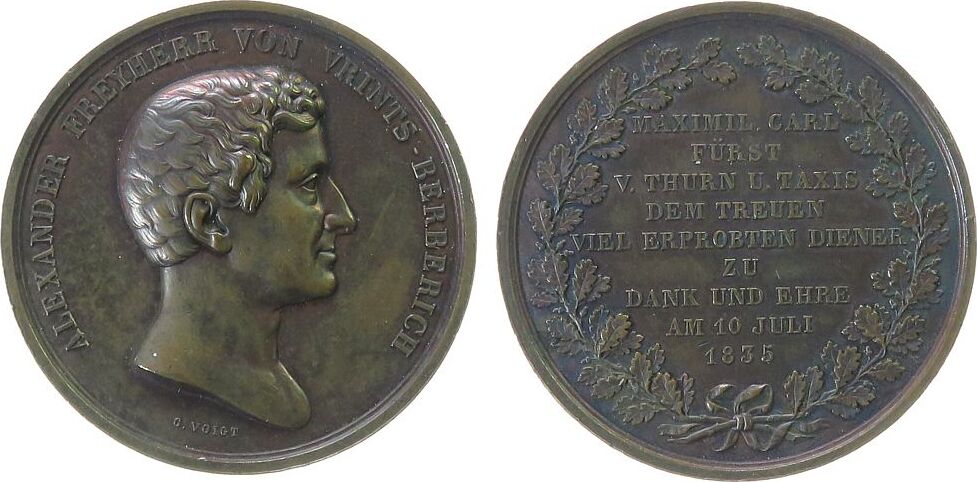 ALEXANDER FREYHERR VON VRINTS-BERBERICH
C. VOIGT
MAXIMIL. CARL
FÜRST
V. THURN U. TAXIS
DEM TREUEN
VIEL ERPROBTEN DIENER
ZU
DANK UND EHRE
AM 10 JULI
1835